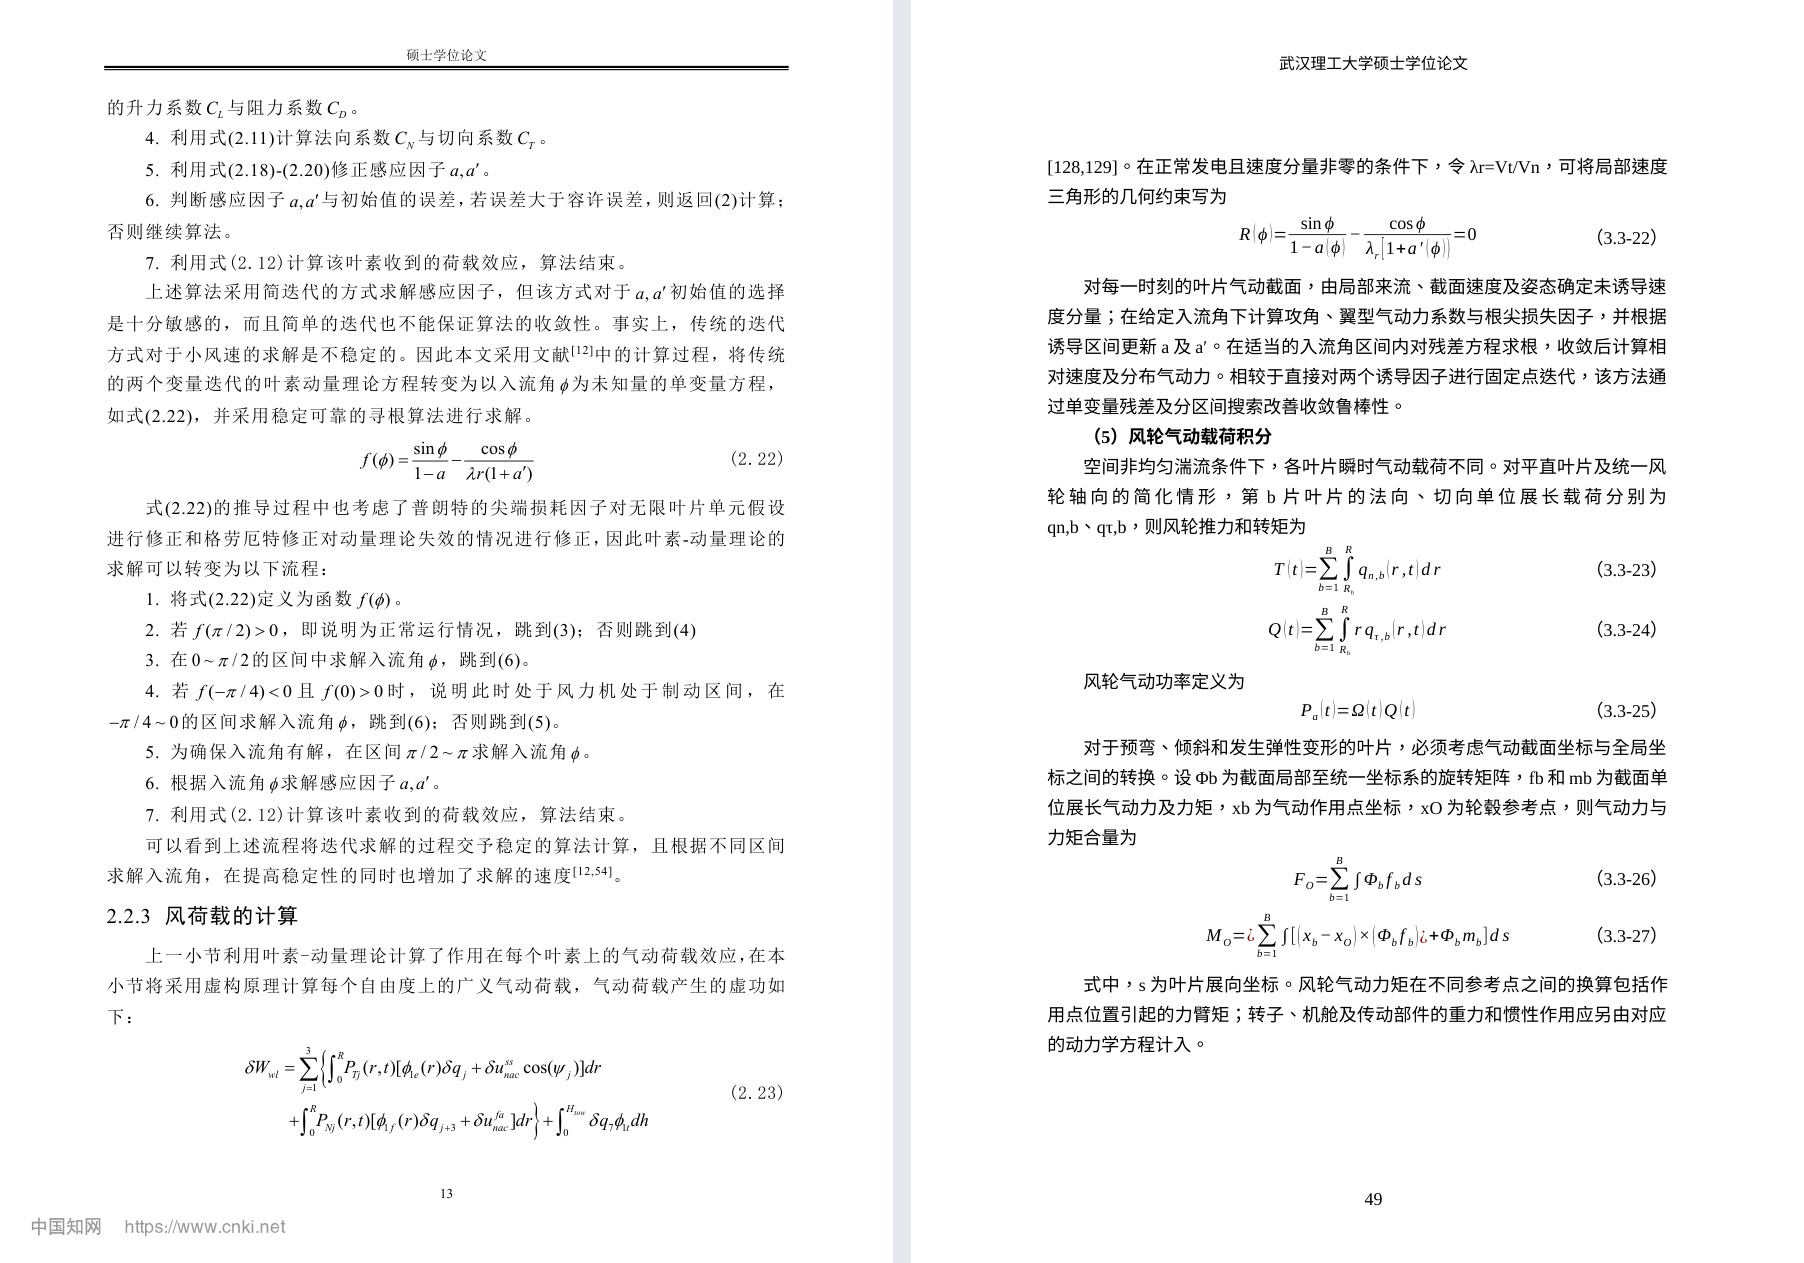 硕士学位论文
的升力系数 C_L 与阻力系数 C_D 。
4. 利用式(2.11)计算法向系数 C_N 与切向系数 C_T 。
5. 利用式(2.18)-(2.20)修正感应因子 a,a′。
6. 判断感应因子 a,a′与初始值的误差，若误差大于容许误差，则返回(2)计算；
否则继续算法。
7. 利用式(2.12)计算该叶素收到的荷载效应，算法结束。
上述算法采用简迭代的方式求解感应因子，但该方式对于 a, a′初始值的选择
是十分敏感的，而且简单的迭代也不能保证算法的收敛性。事实上，传统的迭代
方式对于小风速的求解是不稳定的。因此本文采用文献[12]中的计算过程，将传统
的两个变量迭代的叶素动量理论方程转变为以入流角 ϕ 为未知量的单变量方程，
如式(2.22)，并采用稳定可靠的寻根算法进行求解。
f(ϕ) = sin ϕ / (1−a) − cos ϕ / (λr(1+a′)) (2.22)
式(2.22)的推导过程中也考虑了普朗特的尖端损耗因子对无限叶片单元假设
进行修正和格劳厄特修正对动量理论失效的情况进行修正，因此叶素-动量理论的
求解可以转变为以下流程：
1. 将式(2.22)定义为函数 f(ϕ) 。
2. 若 f(π/2)>0，即说明为正常运行情况，跳到(3)；否则跳到(4)
3. 在 0~π/2 的区间中求解入流角 ϕ，跳到(6)。
4. 若 f(−π/4)<0 且 f(0)>0 时，说明此时处于风力机处于制动区间，在
−π/4~0 的区间求解入流角 ϕ，跳到(6)；否则跳到(5)。
5. 为确保入流角有解，在区间 π/2~π 求解入流角 ϕ。
6. 根据入流角 ϕ 求解感应因子 a,a′。
7. 利用式(2.12)计算该叶素收到的荷载效应，算法结束。
可以看到上述流程将迭代求解的过程交予稳定的算法计算，且根据不同区间
求解入流角，在提高稳定性的同时也增加了求解的速度[12,54]。
2.2.3 风荷载的计算
上一小节利用叶素-动量理论计算了作用在每个叶素上的气动荷载效应，在本
小节将采用虚构原理计算每个自由度上的广义气动荷载，气动荷载产生的虚功如
下：
δW_wl = ∑_{j=1}^{3} {∫_0^R P_Tj(r,t)[ϕ_1e(r)δq_j + δu_nac^ss cos(ψ_j)]dr
(2.23)
+∫_0^R P_Nj(r,t)[ϕ_1f(r)δq_{j+3} + δu_nac^fa]dr} + ∫_0^{H_tow} δq_7 ϕ_1t dh
13
中国知网 https://www.cnki.net
武汉理工大学硕士学位论文
[128,129]。在正常发电且速度分量非零的条件下，令 λr=Vt/Vn，可将局部速度
三角形的几何约束写为
R(ϕ)= sin ϕ / (1−a(ϕ)) − cos ϕ / (λ_r[1+a'(ϕ)]) =0 （3.3-22）
对每一时刻的叶片气动截面，由局部来流、截面速度及姿态确定未诱导速
度分量；在给定入流角下计算攻角、翼型气动力系数与根尖损失因子，并根据
诱导区间更新 a 及 a′。在适当的入流角区间内对残差方程求根，收敛后计算相
对速度及分布气动力。相较于直接对两个诱导因子进行固定点迭代，该方法通
过单变量残差及分区间搜索改善收敛鲁棒性。
（5）风轮气动载荷积分
空间非均匀湍流条件下，各叶片瞬时气动载荷不同。对平直叶片及统一风
轮轴向的简化情形，第 b 片叶片的法向、切向单位展长载荷分别为
qn,b、qτ,b，则风轮推力和转矩为
T(t)=∑_{b=1}^{B} ∫_{R_h}^{R} q_{n,b}(r,t)dr （3.3-23）
Q(t)=∑_{b=1}^{B} ∫_{R_h}^{R} r q_{τ,b}(r,t)dr （3.3-24）
风轮气动功率定义为
P_a(t)=Ω(t)Q(t) （3.3-25）
对于预弯、倾斜和发生弹性变形的叶片，必须考虑气动截面坐标与全局坐
标之间的转换。设 Φb 为截面局部至统一坐标系的旋转矩阵，fb 和 mb 为截面单
位展长气动力及力矩，xb 为气动作用点坐标，xO 为轮毂参考点，则气动力与
力矩合量为
F_O=∑_{b=1}^{B} ∫Φ_b f_b ds （3.3-26）
M_O=¿∑_{b=1}^{B} ∫[(x_b−x_O)×(Φ_b f_b)¿+Φ_b m_b]ds （3.3-27）
式中，s 为叶片展向坐标。风轮气动力矩在不同参考点之间的换算包括作
用点位置引起的力臂矩；转子、机舱及传动部件的重力和惯性作用应另由对应
的动力学方程计入。
49